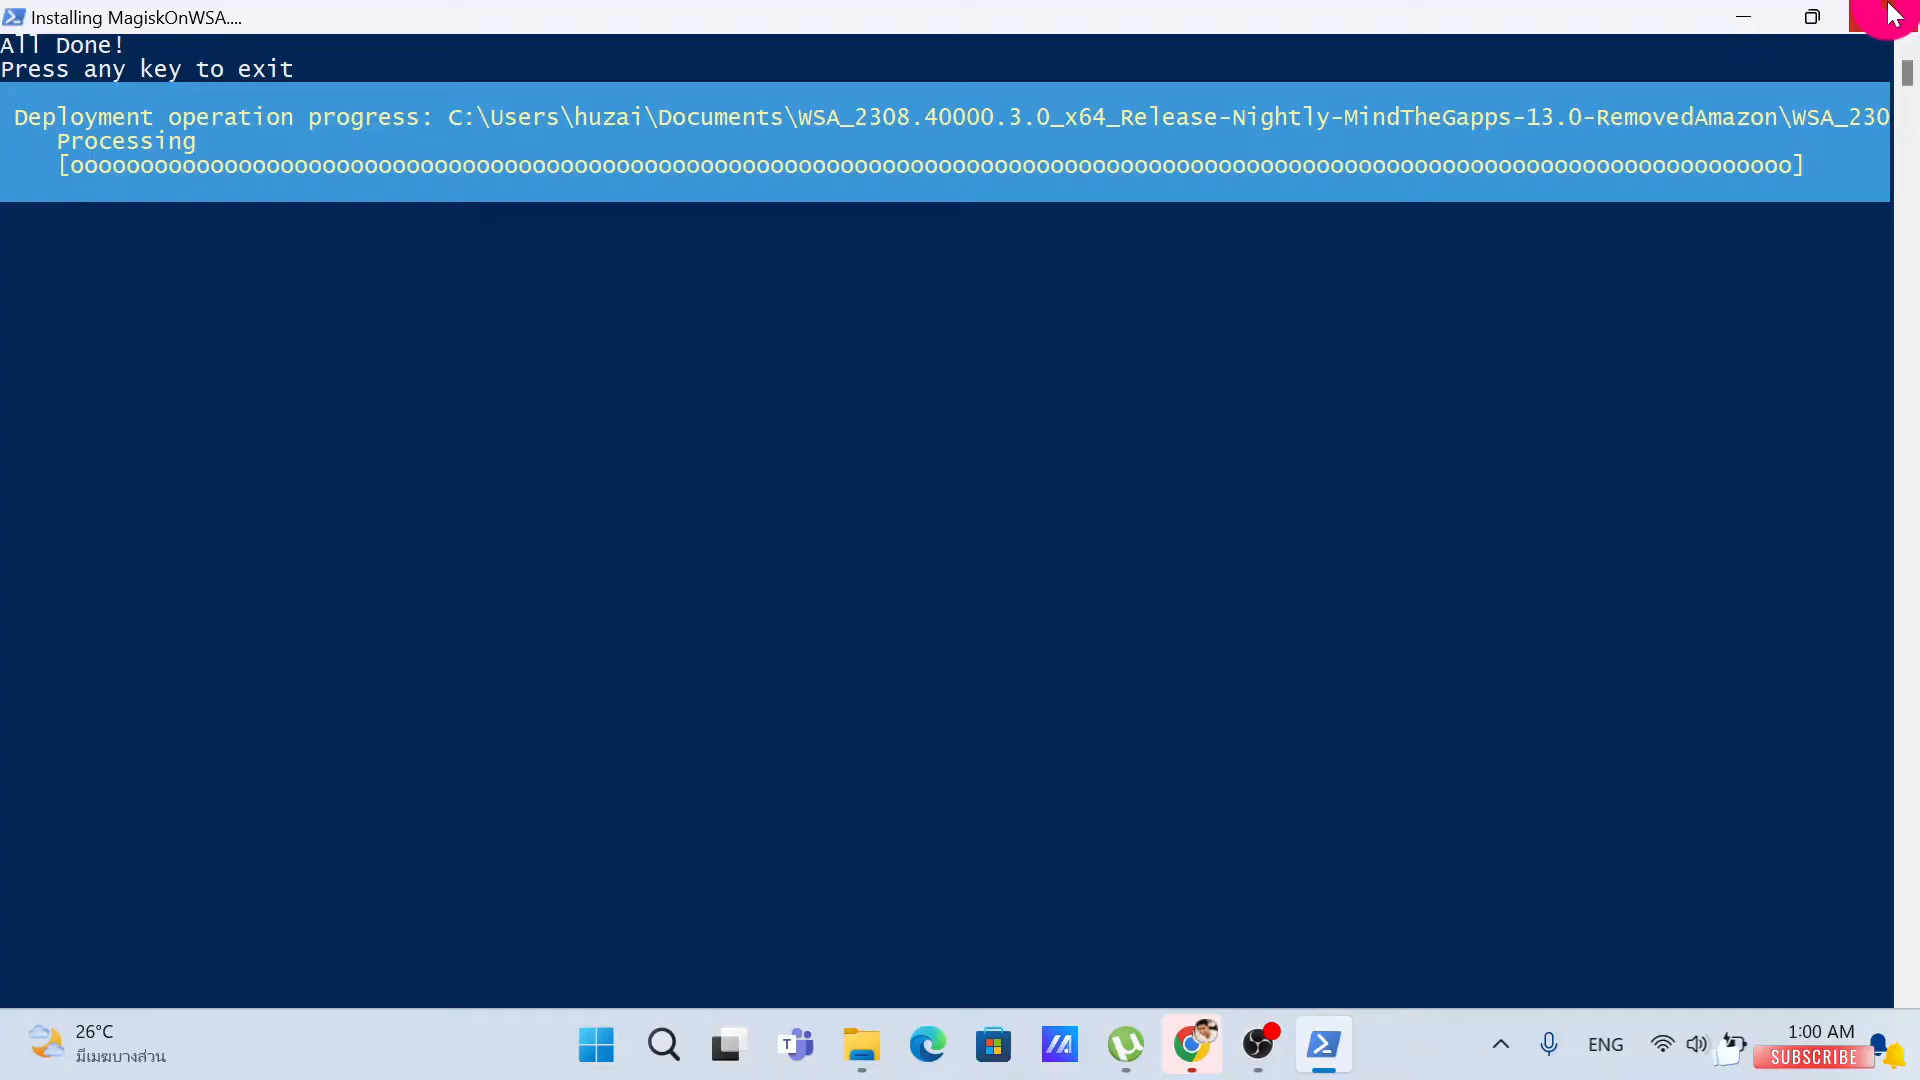 Installing MagiskOnWSA....
All Done!
Press any key to exit
Deployment operation progress: C:\Users\huzai\Documents\WSA_2308.40000.3.0_x64_Release-Nightly-MindTheGapps-13.0-RemovedAmazon\WSA_230
Processing
[ooooooooooooooooooooooooooooooooooooooooooooooooooooooooooooooooooooooooooooooooooooooooooooooooooooooooooooooooooooooooooo]
26°C
มีเมฆบางส่วน
ENG
1:00 AM
SUBSCRIBE